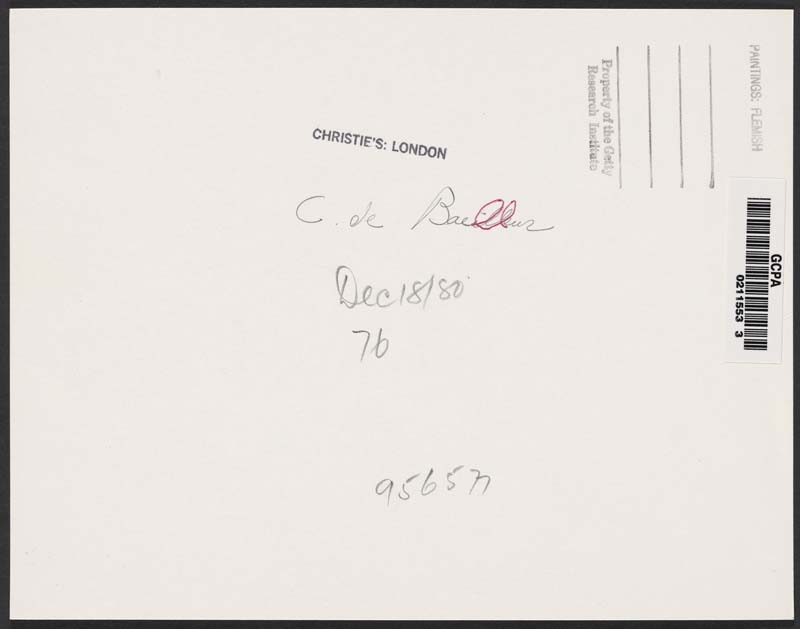 CHRISTIE'S: LONDON
C. de Baellieur
Dec 18/80
76
95657
Property of the Getty
Research Institute
PAINTINGS: FLEMISH
GCPA
0211553 3